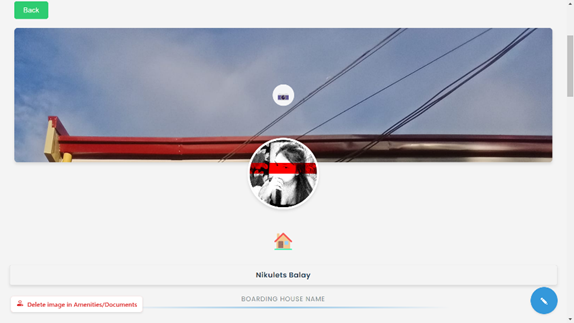 Back
Nikulets Balay
BOARDING HOUSE NAME
Delete image in Amenities/Documents